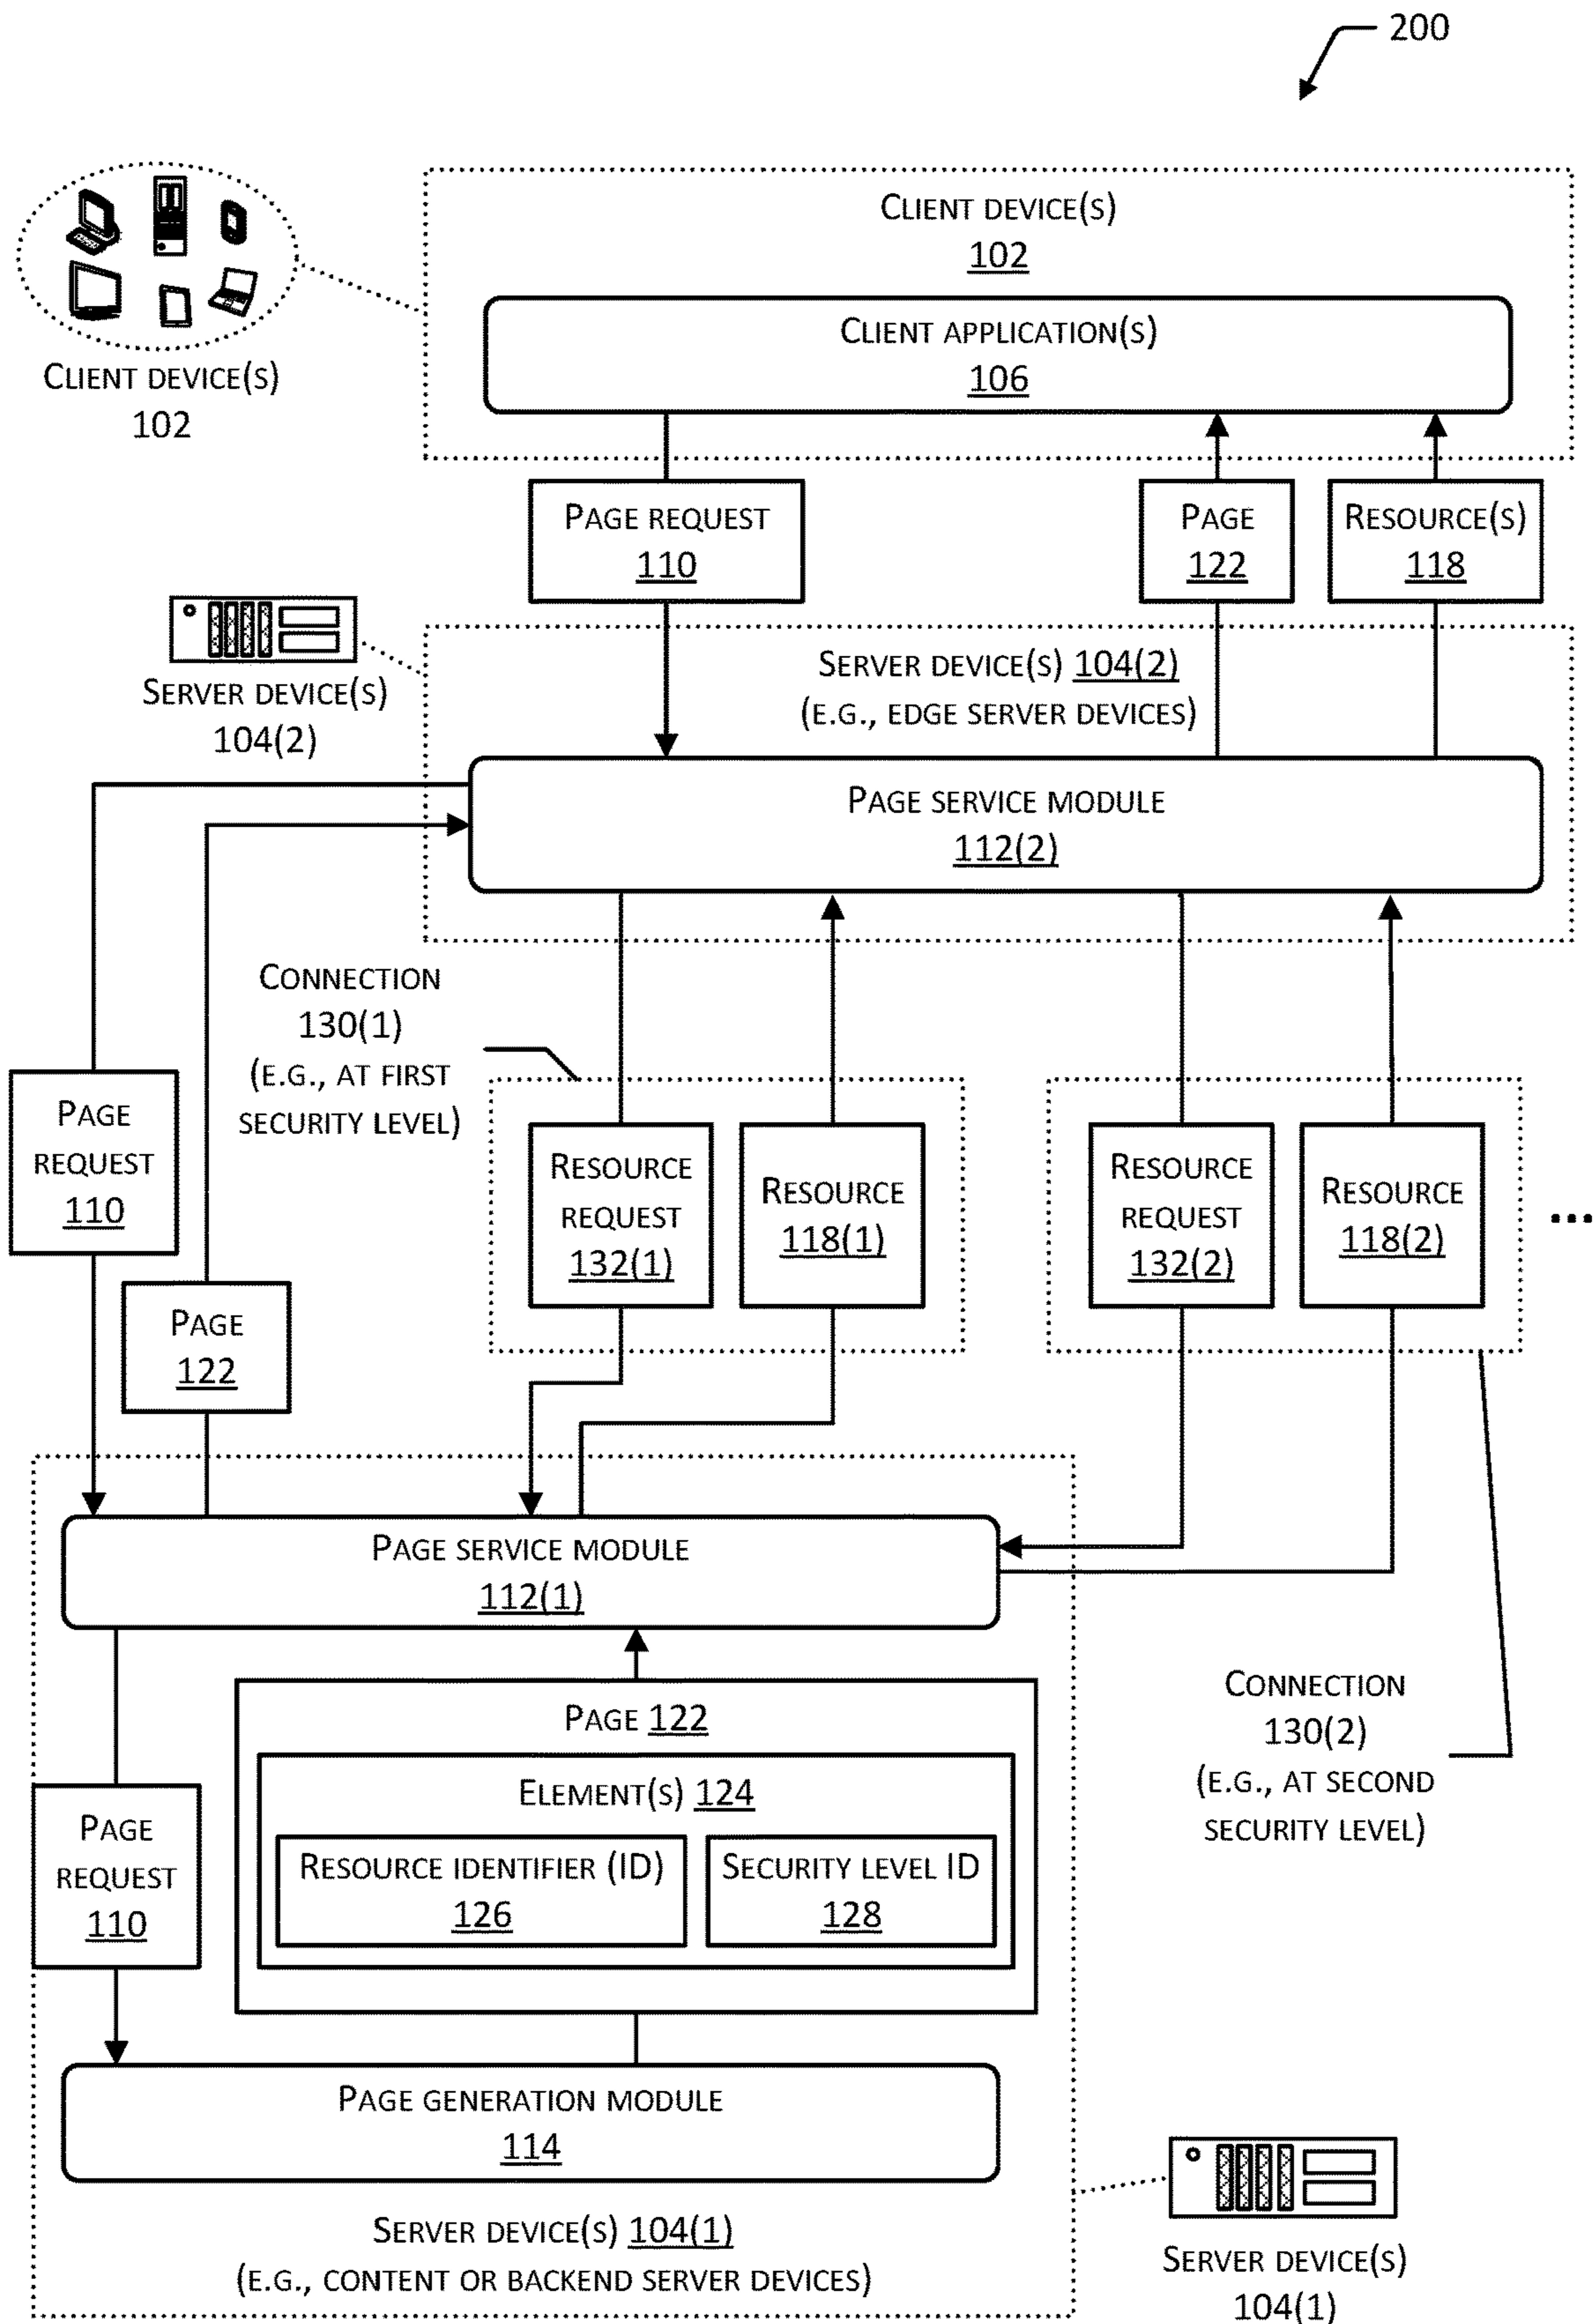 200
CLIENT DEVICE(S)
102
CLIENT APPLICATION(S)
106
CLIENT DEVICE(S)
102
PAGE REQUEST
110
PAGE
122
RESOURCE(S)
118
SERVER DEVICE(S)
104(2)
SERVER DEVICE(S) 104(2)
(E.G., EDGE SERVER DEVICES)
PAGE SERVICE MODULE
112(2)
CONNECTION
130(1)
(E.G., AT FIRST
SECURITY LEVEL)
PAGE
REQUEST
110
PAGE
122
RESOURCE
REQUEST
132(1)
RESOURCE
118(1)
RESOURCE
REQUEST
132(2)
RESOURCE
118(2)
...
PAGE SERVICE MODULE
112(1)
PAGE 122
ELEMENT(S) 124
RESOURCE IDENTIFIER (ID)
126
SECURITY LEVEL ID
128
CONNECTION
130(2)
(E.G., AT SECOND
SECURITY LEVEL)
PAGE
REQUEST
110
PAGE GENERATION MODULE
114
SERVER DEVICE(S) 104(1)
(E.G., CONTENT OR BACKEND SERVER DEVICES)
SERVER DEVICE(S)
104(1)